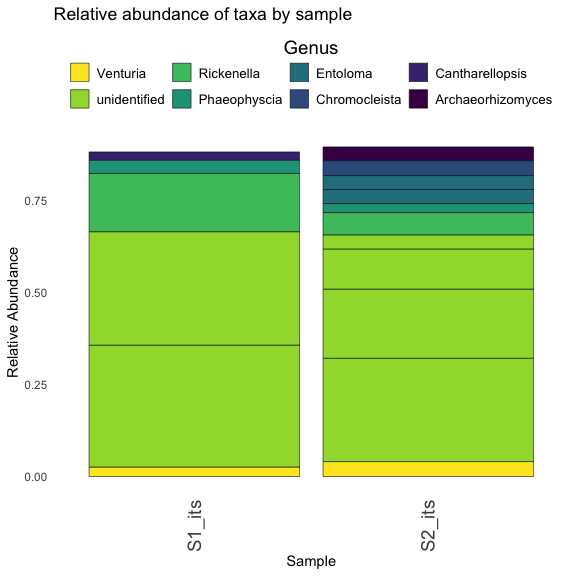 Relative abundance of taxa by sample
Genus
Venturia Rickenella Entoloma Cantharellopsis
unidentified Phaeophyscia Chromocleista Archaeorhizomyces
Relative Abundance
0.75
0.50
0.25
0.00
S1_its S2_its
Sample